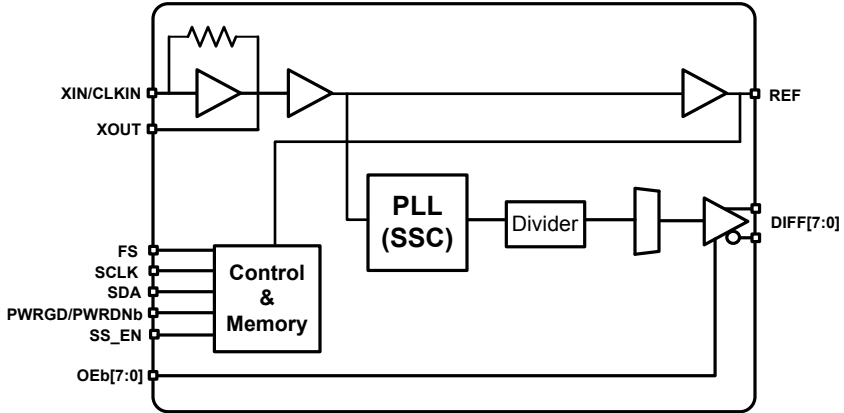 XIN/CLKIN
XOUT
REF
PLL
(SSC)
Divider
DIFF[7:0]
FS
SCLK
SDA
PWRGD/PWRDNb
SS_EN
Control
&
Memory
OEb[7:0]